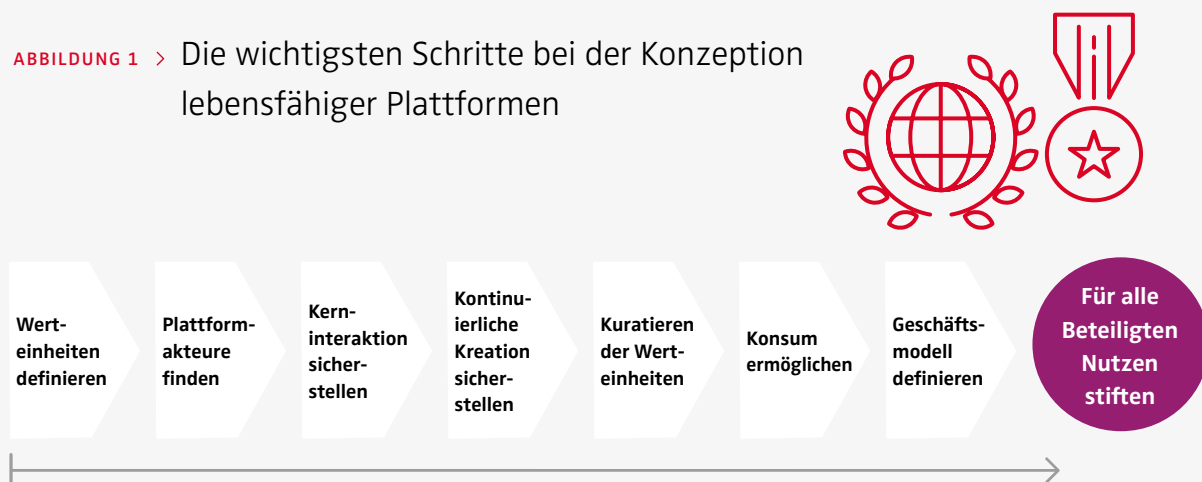 ABBILDUNG 1 > Die wichtigsten Schritte bei der Konzeption
lebensfähiger Plattformen
Wert-
einheiten
definieren
Plattform-
akteure
finden
Kern-
interaktion
sicher-
stellen
Kontinu-
ierliche
Kreation
sicher-
stellen
Kuratieren
der Wert-
einheiten
Konsum
ermöglichen
Geschäfts-
modell
definieren
Für alle
Beteiligten
Nutzen
stiften